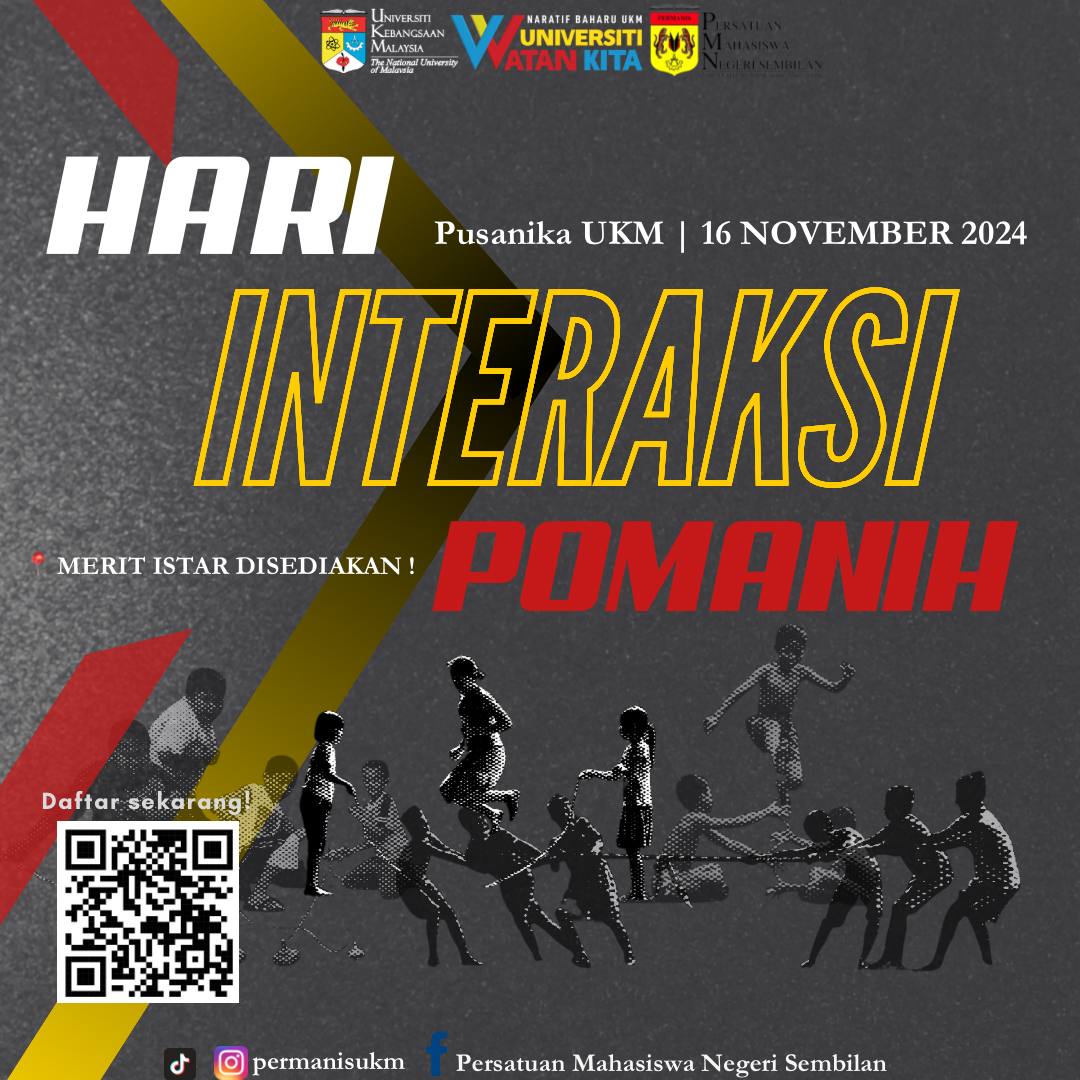 UNIVERSITI
KEBANGSAAN
MALAYSIA
The National University
of Malaysia
NARATIF BAHARU UKM
UNIVERSITI
WATAN KITA
PERMANIS
PERSATUAN
MAHASISWA
NEGERI SEMBILAN
HARI
Pusanika UKM | 16 NOVEMBER 2024
INTERAKSI
POMANIH
MERIT ISTAR DISEDIAKAN !
Daftar sekarang!
permanisukm
Persatuan Mahasiswa Negeri Sembilan